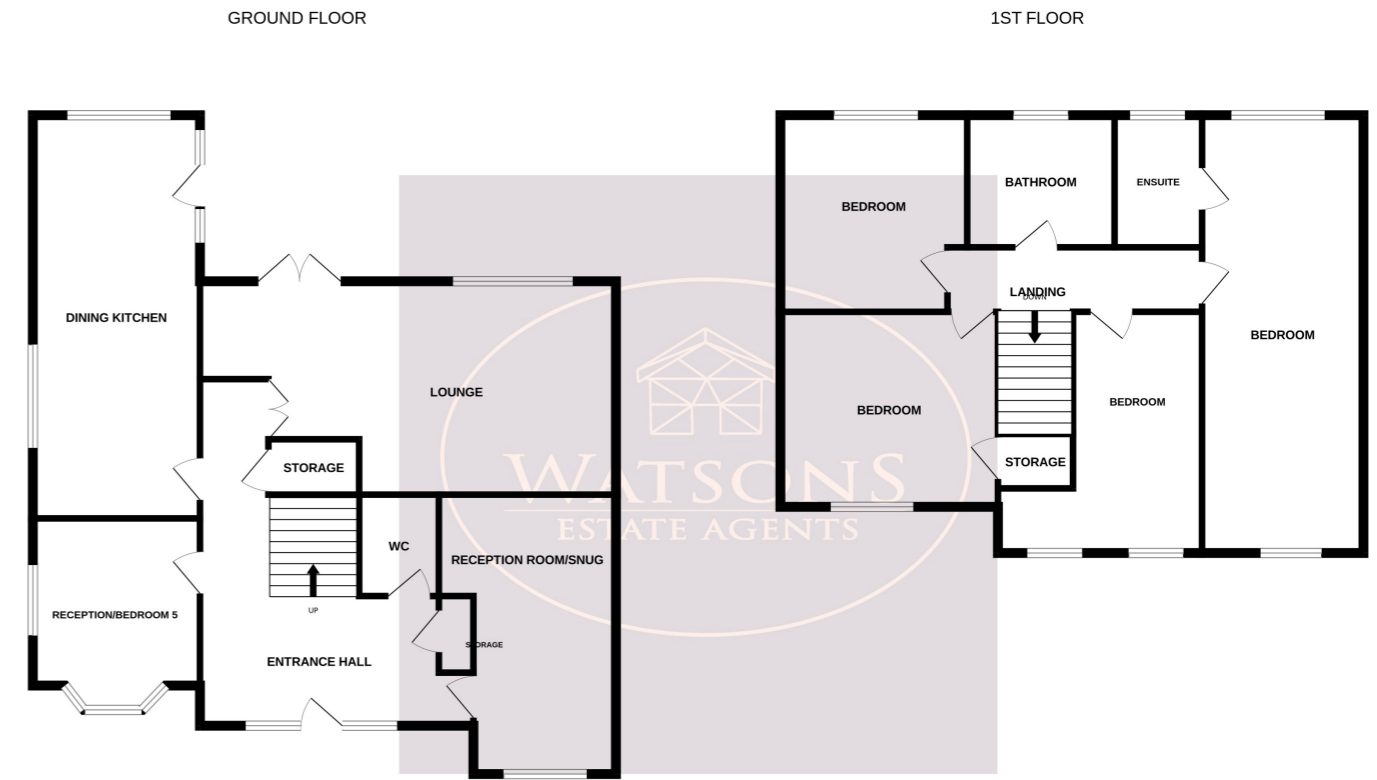 GROUND FLOOR
1ST FLOOR
DINING KITCHEN
LOUNGE
STORAGE
WC
RECEPTION ROOM/SNUG
RECEPTION/BEDROOM 5
UP
STORAGE
ENTRANCE HALL
BEDROOM
BATHROOM
ENSUITE
LANDING
DOWN
BEDROOM
BEDROOM
BEDROOM
STORAGE
WATSONS
ESTATE AGENTS